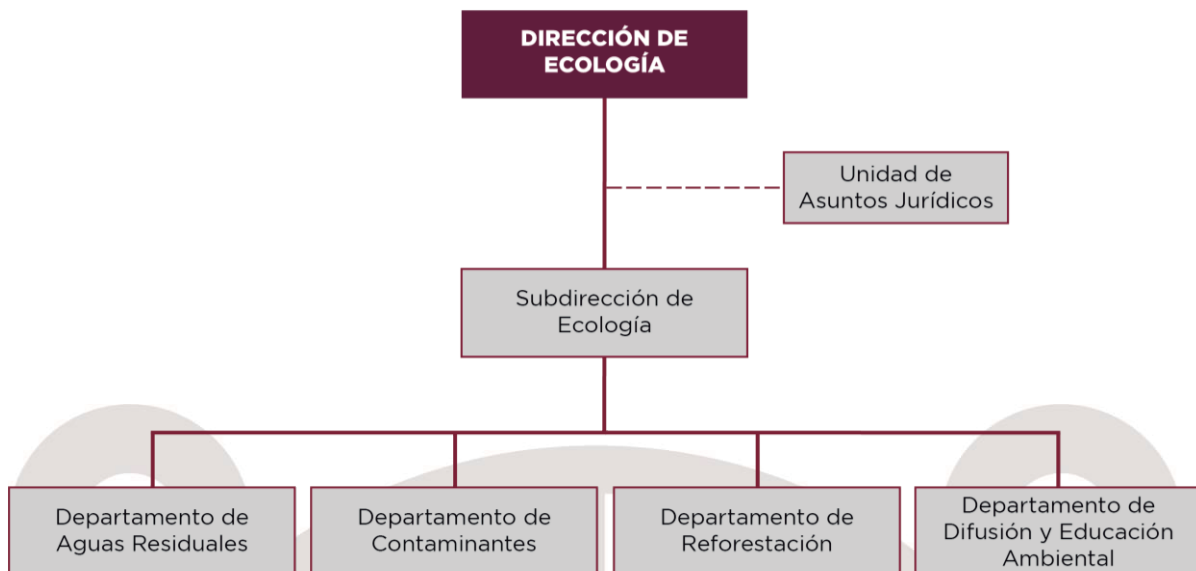 DIRECCIÓN DE
ECOLOGÍA
Unidad de
Asuntos Jurídicos
Subdirección de
Ecología
Departamento de
Aguas Residuales
Departamento de
Contaminantes
Departamento de
Reforestación
Departamento de
Difusión y Educación
Ambiental